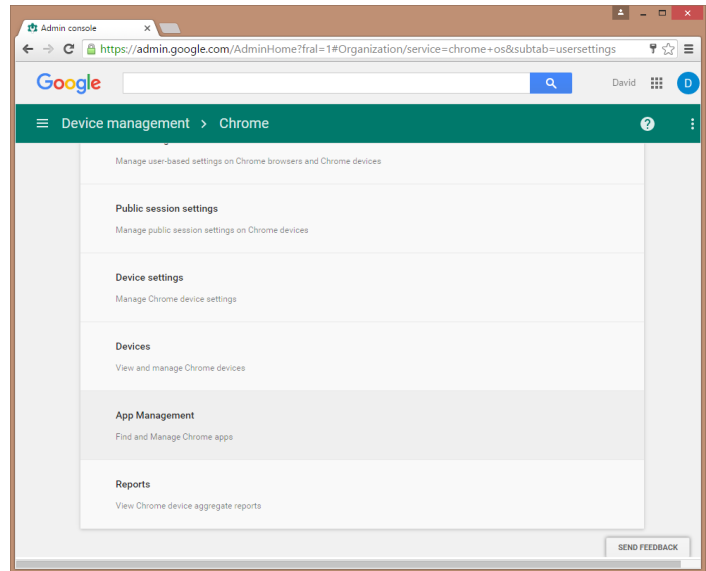 Admin console
https://admin.google.com/AdminHome?fral=1#Organization/service=chrome+os&subtab=usersettings
Google
David
D
Device management > Chrome
Manage user-based settings on Chrome browsers and Chrome devices
Public session settings
Manage public session settings on Chrome devices
Device settings
Manage Chrome device settings
Devices
View and manage Chrome devices
App Management
Find and Manage Chrome apps
Reports
View Chrome device aggregate reports
SEND FEEDBACK